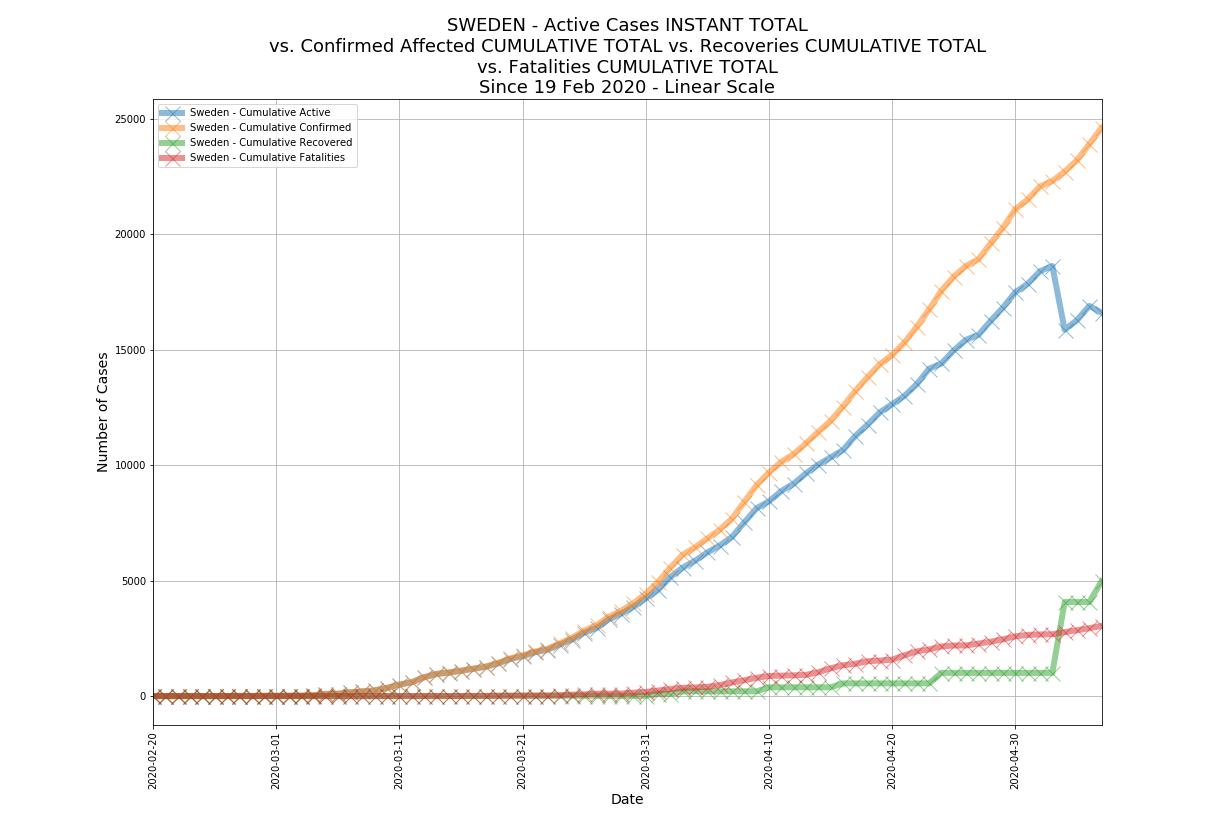 SWEDEN - Active Cases INSTANT TOTAL
vs. Confirmed Affected CUMULATIVE TOTAL vs. Recoveries CUMULATIVE TOTAL
vs. Fatalities CUMULATIVE TOTAL
Since 19 Feb 2020 - Linear Scale
Sweden - Cumulative Active
Sweden - Cumulative Confirmed
Sweden - Cumulative Recovered
Sweden - Cumulative Fatalities
Number of Cases
25000
20000
15000
10000
5000
0
2020-02-20
2020-03-01
2020-03-11
2020-03-21
2020-03-31
2020-04-10
2020-04-20
2020-04-30
Date